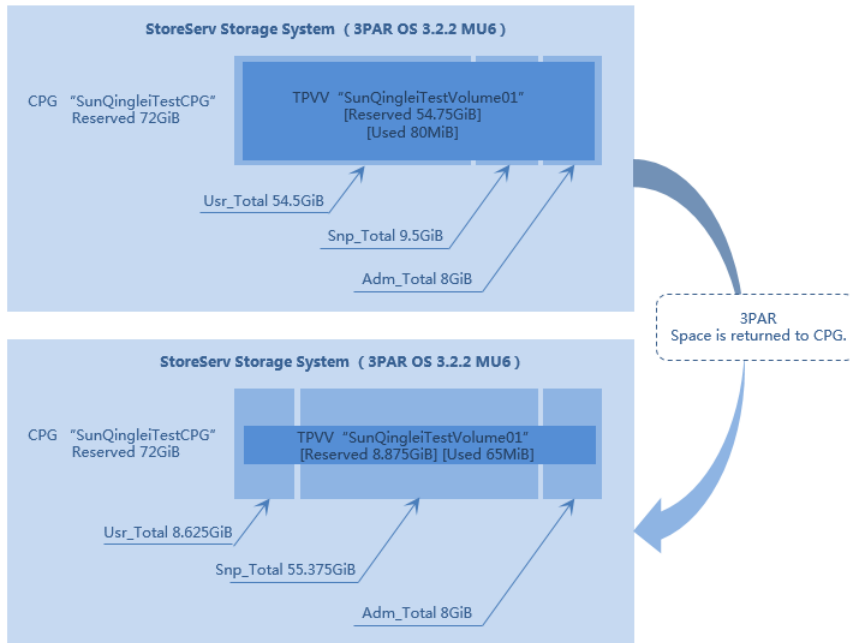 StoreServ Storage System ( 3PAR OS 3.2.2 MU6 )
CPG "SunQingleiTestCPG"
Reserved 72GiB
TPVV "SunQingleiTestVolume01"
[Reserved 54.75GiB]
[Used 80MiB]
Usr_Total 54.5GiB
Snp_Total 9.5GiB
Adm_Total 8GiB
3PAR
Space is returned to CPG.
StoreServ Storage System ( 3PAR OS 3.2.2 MU6 )
CPG "SunQingleiTestCPG"
Reserved 72GiB
TPVV "SunQingleiTestVolume01"
[Reserved 8.875GiB] [Used 65MiB]
Usr_Total 8.625GiB
Snp_Total 55.375GiB
Adm_Total 8GiB